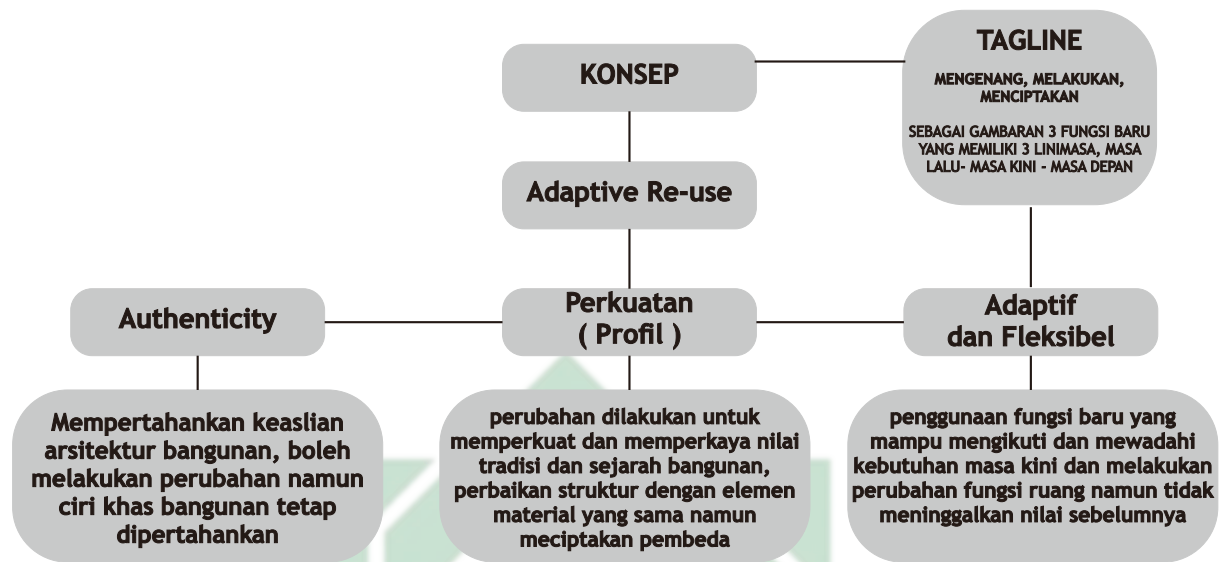 KONSEP
TAGLINE
MENGENANG, MELAKUKAN,
MENCIPTAKAN
SEBAGAI GAMBARAN 3 FUNGSI BARU
YANG MEMILIKI 3 LINIMASA, MASA
LALU- MASA KINI - MASA DEPAN
Adaptive Re-use
Authenticity
Perkuatan
( Profil )
Adaptif
dan Fleksibel
Mempertahankan keaslian
arsitektur bangunan, boleh
melakukan perubahan namun
ciri khas bangunan tetap
dipertahankan
perubahan dilakukan untuk
memperkuat dan memperkaya nilai
tradisi dan sejarah bangunan,
perbaikan struktur dengan elemen
material yang sama namun
meciptakan pembeda
penggunaan fungsi baru yang
mampu mengikuti dan mewadahi
kebutuhan masa kini dan melakukan
perubahan fungsi ruang namun tidak
meninggalkan nilai sebelumnya